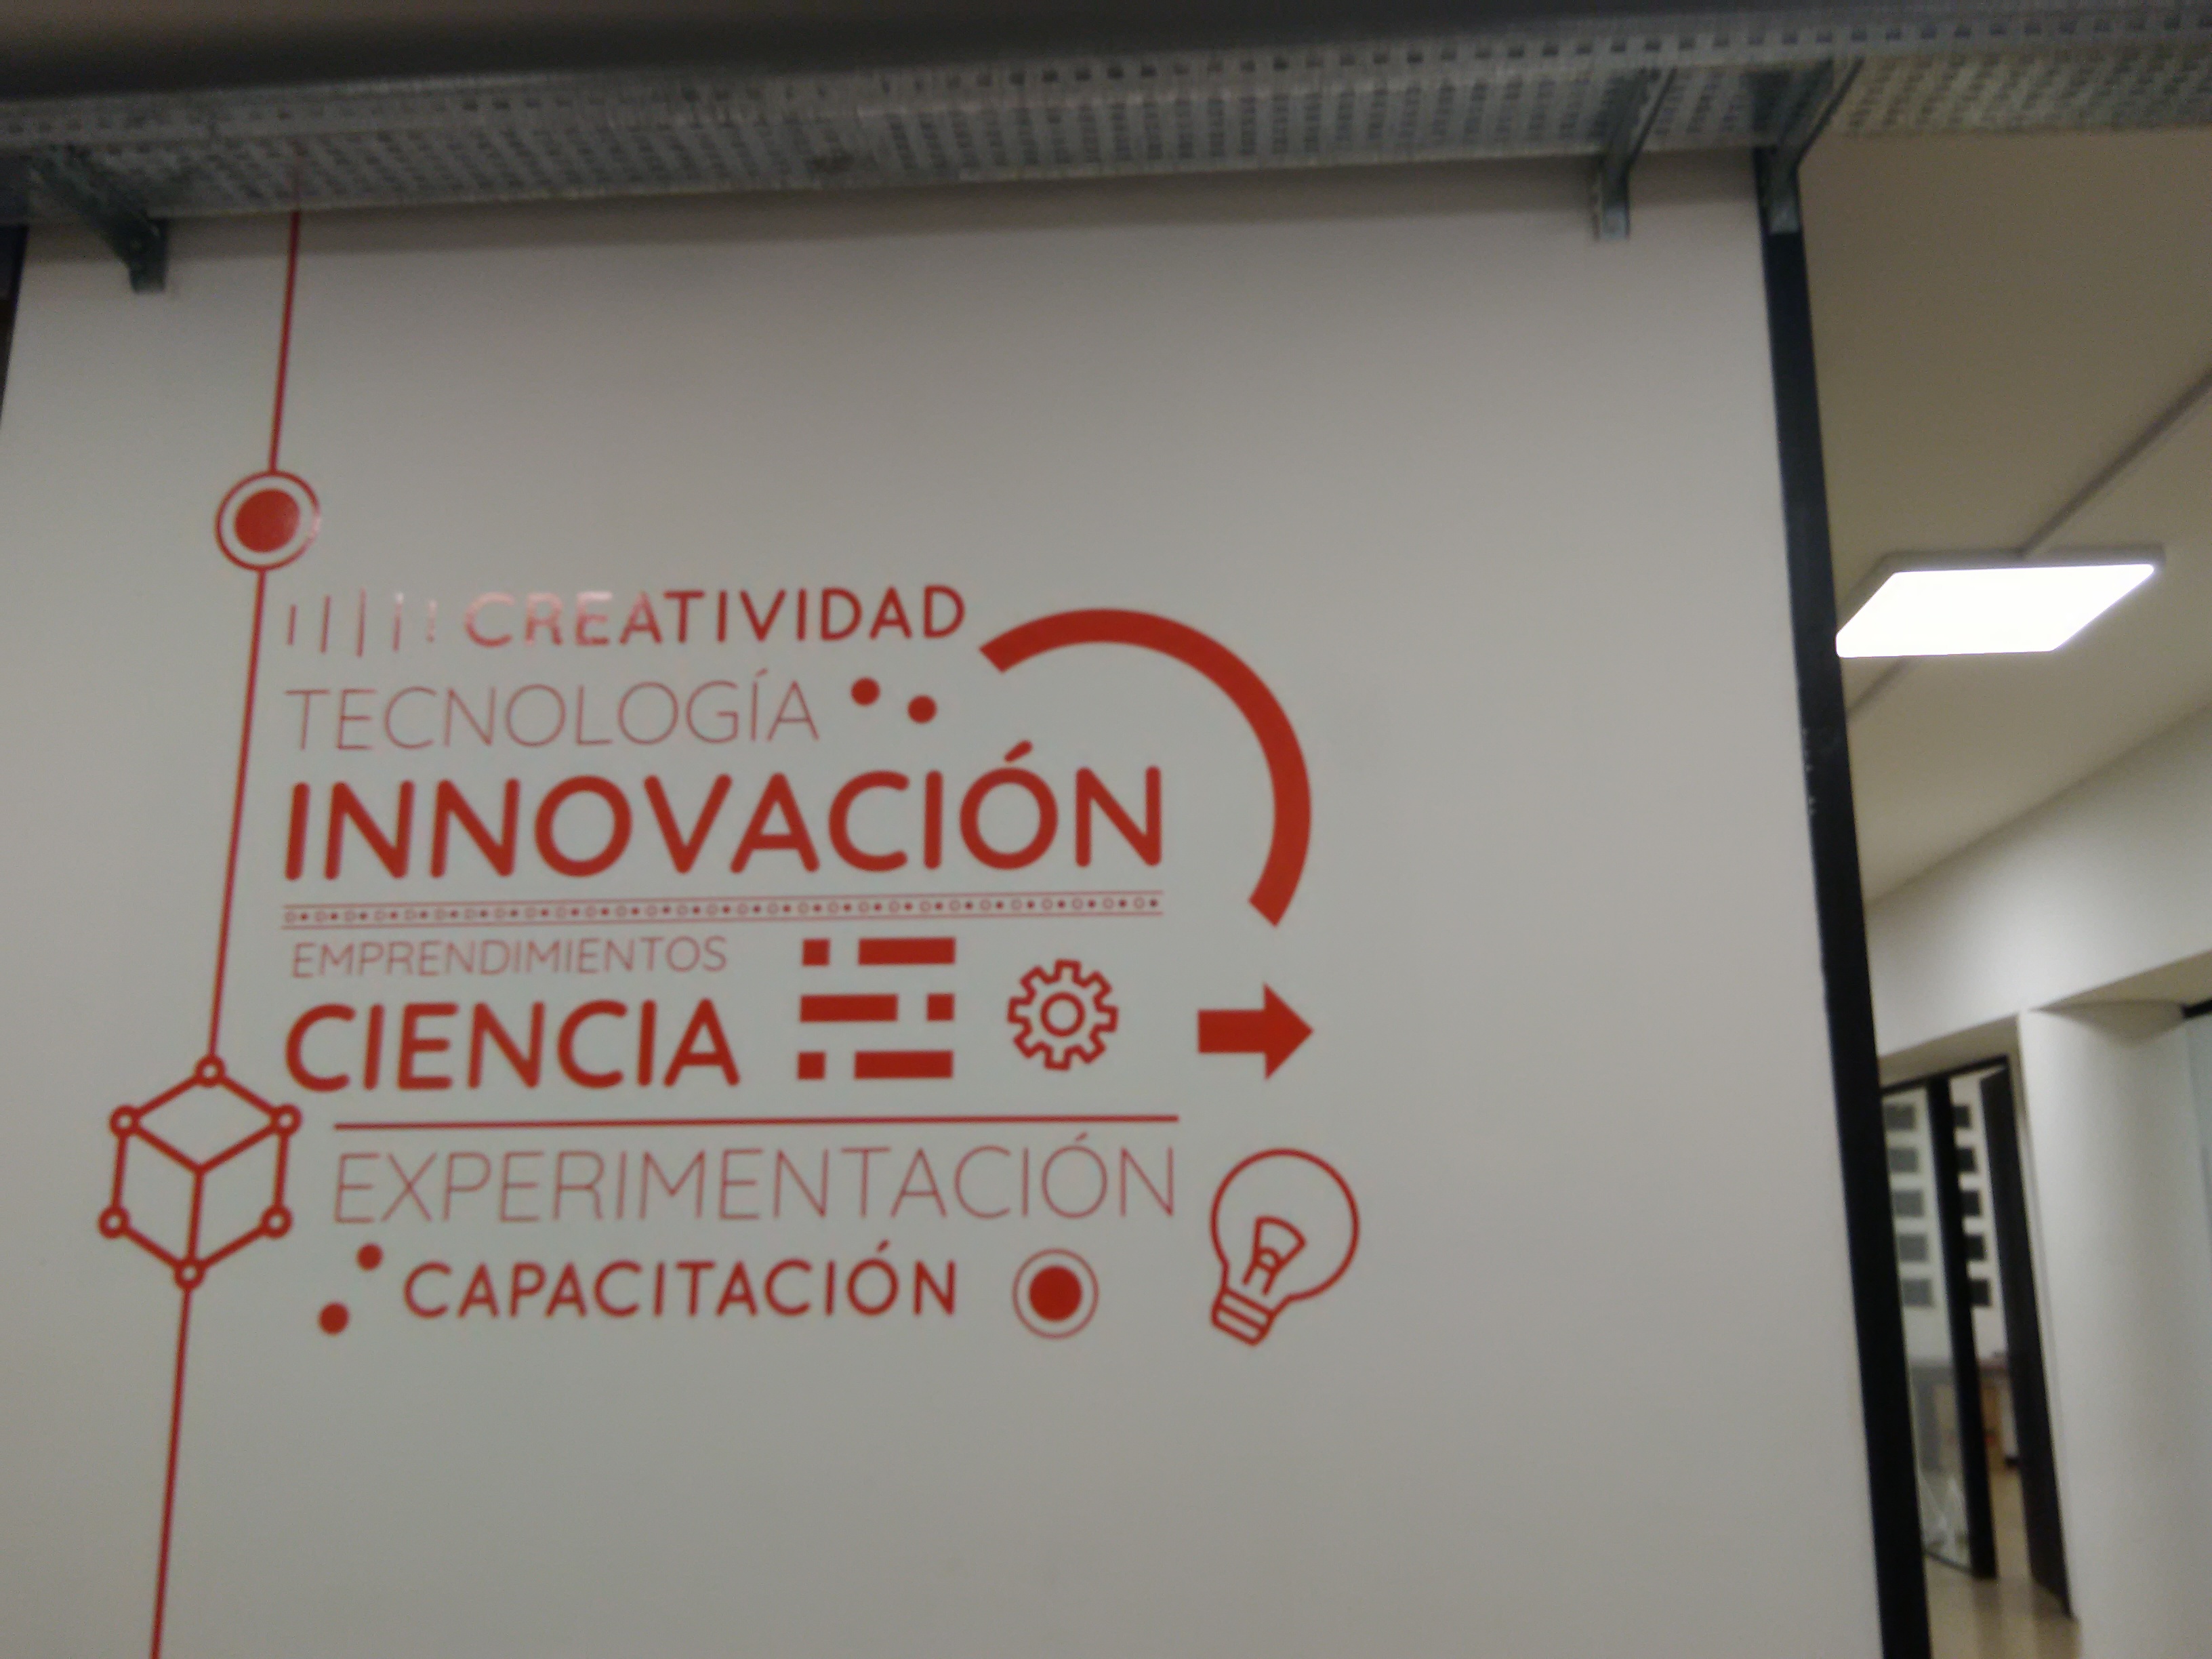 CREATIVIDAD
TECNOLOGÍA
INNOVACIÓN
EMPRENDIMIENTOS
CIENCIA
EXPERIMENTACIÓN
CAPACITACIÓN